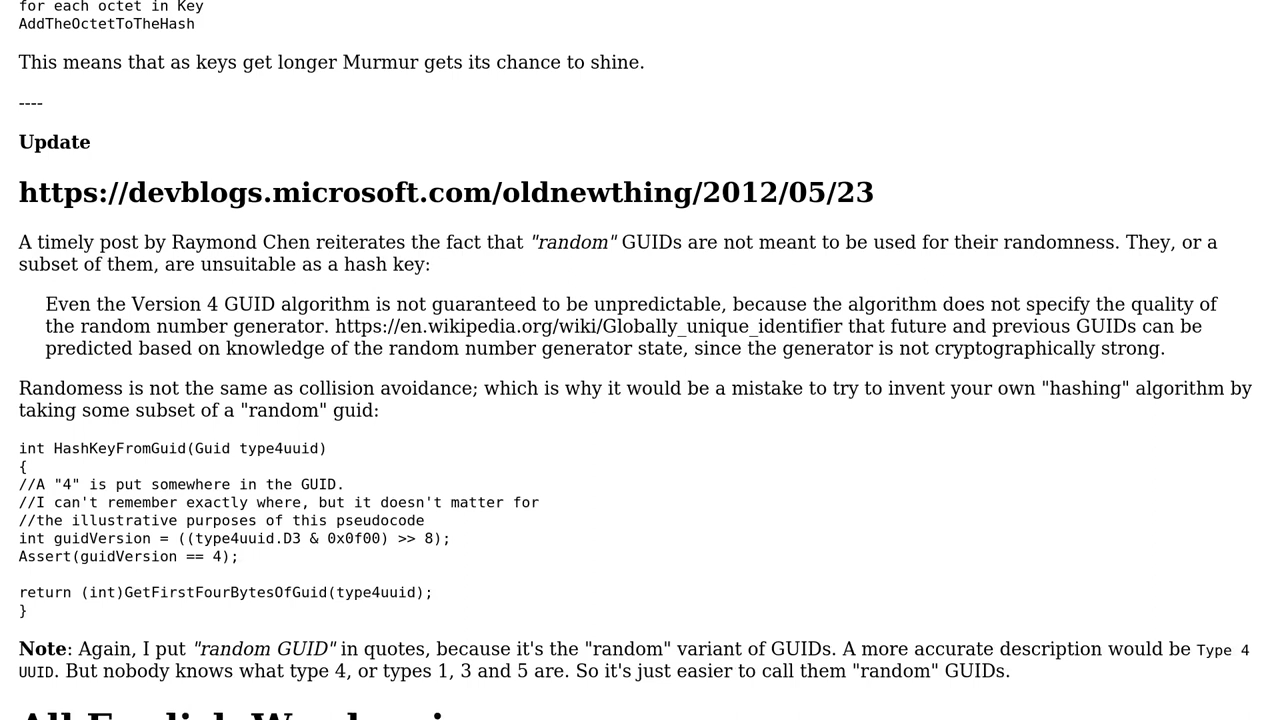 for each octet in Key
AddTheOctetToTheHash
This means that as keys get longer Murmur gets its chance to shine.
----
Update
https://devblogs.microsoft.com/oldnewthing/2012/05/23
A timely post by Raymond Chen reiterates the fact that "random" GUIDs are not meant to be used for their randomness. They, or a
subset of them, are unsuitable as a hash key:
Even the Version 4 GUID algorithm is not guaranteed to be unpredictable, because the algorithm does not specify the quality of
the random number generator. https://en.wikipedia.org/wiki/Globally_unique_identifier that future and previous GUIDs can be
predicted based on knowledge of the random number generator state, since the generator is not cryptographically strong.
Randomess is not the same as collision avoidance; which is why it would be a mistake to try to invent your own "hashing" algorithm by
taking some subset of a "random" guid:
int HashKeyFromGuid(Guid type4uuid)
{
//A "4" is put somewhere in the GUID.
//I can't remember exactly where, but it doesn't matter for
//the illustrative purposes of this pseudocode
int guidVersion = ((type4uuid.D3 & 0x0f00) >> 8);
Assert(guidVersion == 4);
return (int)GetFirstFourBytesOfGuid(type4uuid);
}
Note: Again, I put "random GUID" in quotes, because it's the "random" variant of GUIDs. A more accurate description would be Type 4
UUID. But nobody knows what type 4, or types 1, 3 and 5 are. So it's just easier to call them "random" GUIDs.